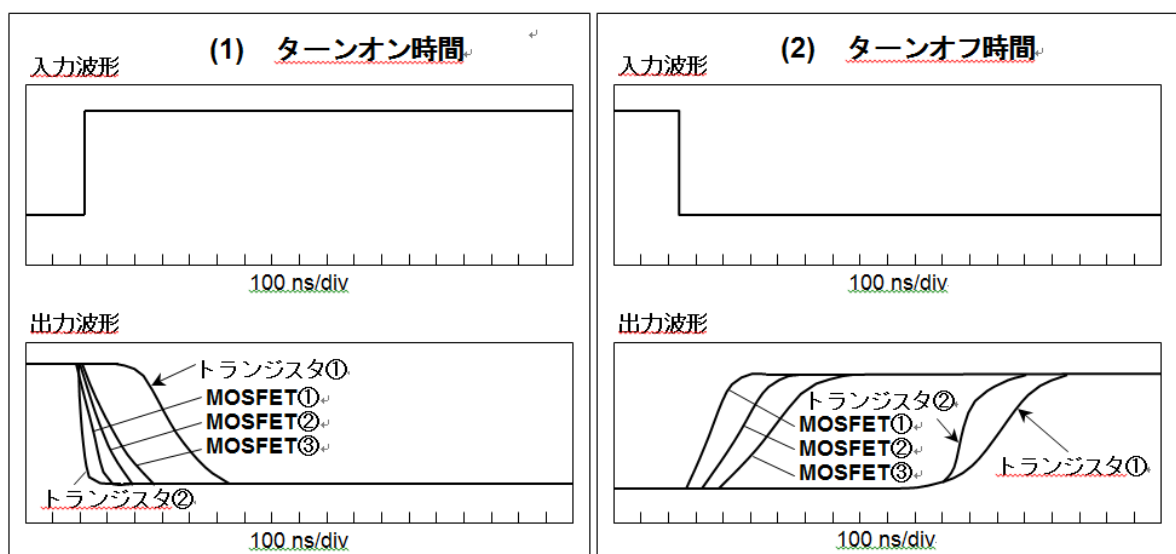 (1) ターンオン時間
入力波形
100 ns/div
出力波形
トランジスタ①
MOSFET①
MOSFET②
MOSFET③
トランジスタ②
100 ns/div
(2) ターンオフ時間
入力波形
100 ns/div
出力波形
トランジスタ②
MOSFET①
MOSFET②
MOSFET③
トランジスタ①
100 ns/div